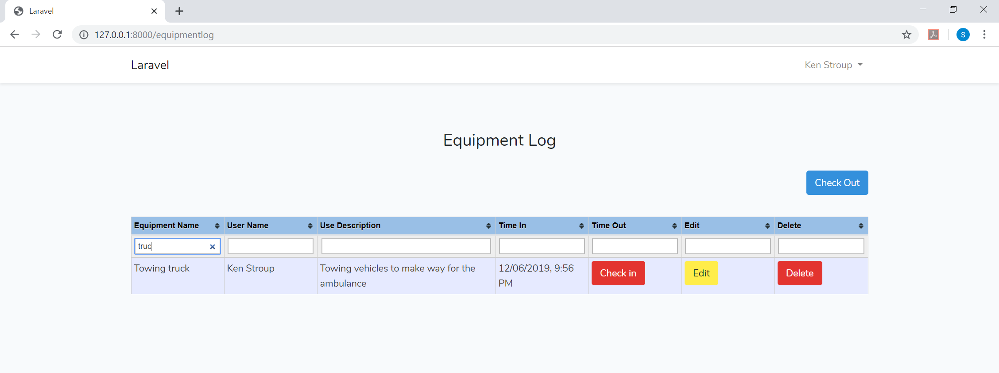 Laravel
127.0.0.1:8000/equipmentlog
S
Laravel
Ken Stroup
Equipment Log
Check Out
Equipment Name User Name Use Description Time In Time Out Edit Delete
truc
Towing truck Ken Stroup Towing vehicles to make way for the 12/06/2019, 9:56 Check in Edit Delete
ambulance PM